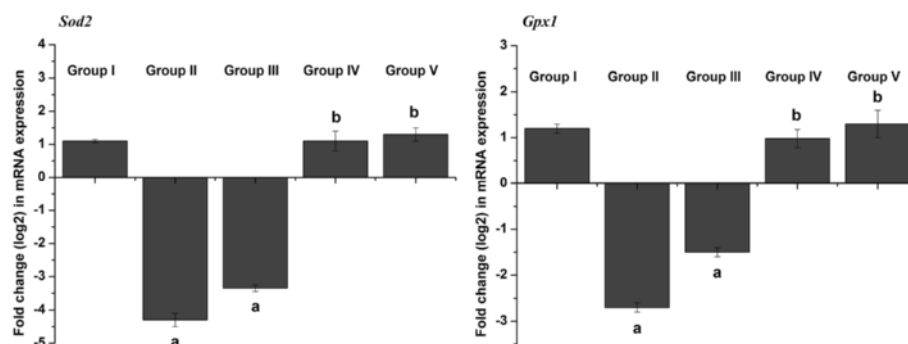 Sod2
Fold change (log2) in mRNA expression
4
3
2
1
0
-1
-2
-3
-4
-5
Group I Group II Group III Group IV Group V
b b
a a
Gpx1
Fold change (log2) in mRNA expression
3
2
1
0
-1
-2
-3
Group I Group II Group III Group IV Group V
b b
a a